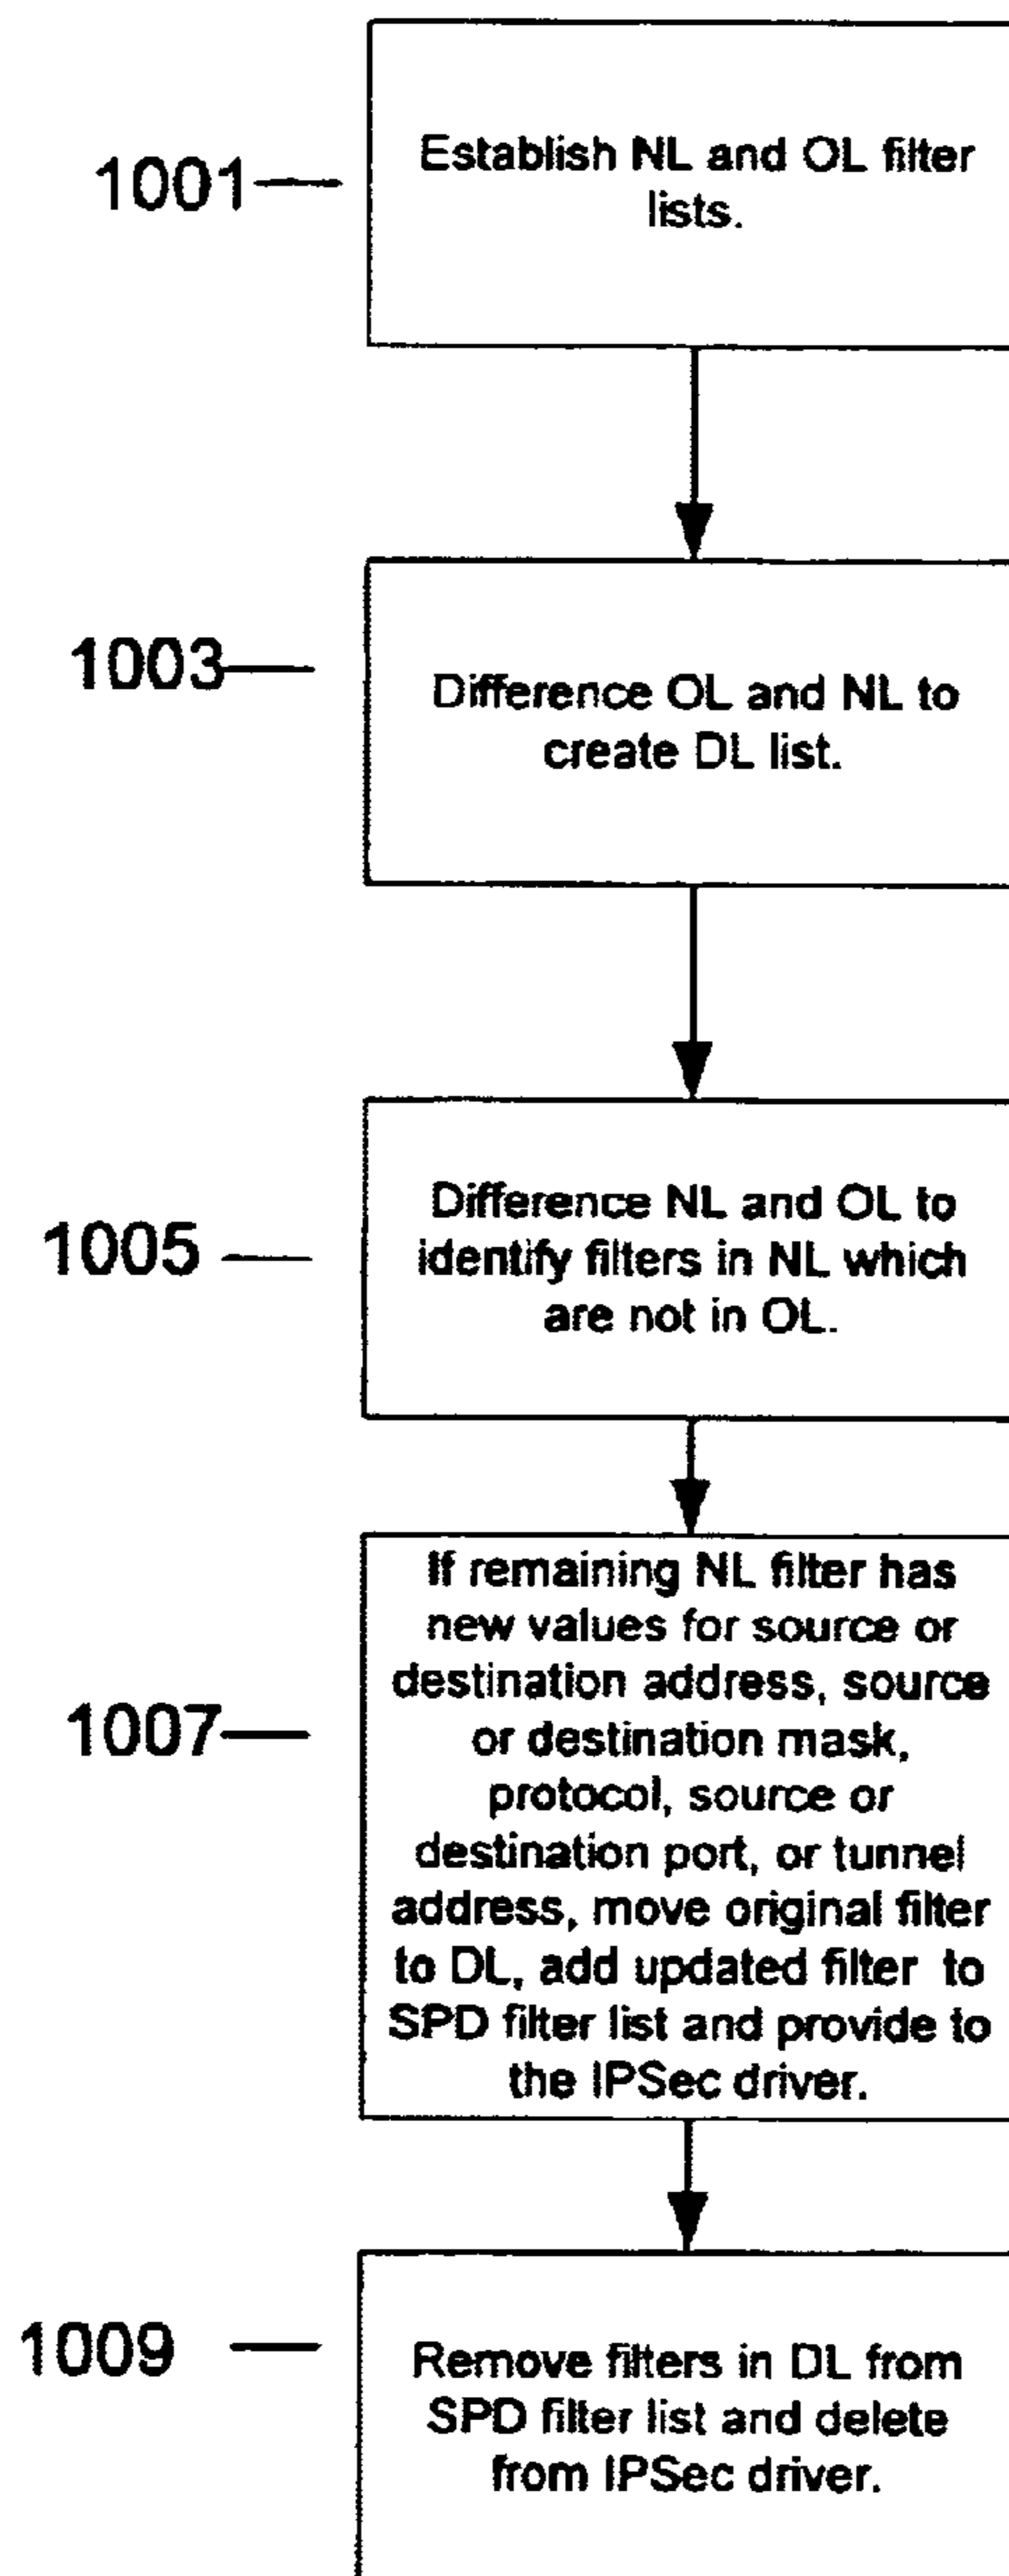 1001
Establish NL and OL filter
lists.
1003
Difference OL and NL to
create DL list.
1005
Difference NL and OL to
identify filters in NL which
are not in OL.
1007
If remaining NL filter has
new values for source or
destination address, source
or destination mask,
protocol, source or
destination port, or tunnel
address, move original filter
to DL, add updated filter to
SPD filter list and provide to
the IPSec driver.
1009
Remove filters in DL from
SPD filter list and delete
from IPSec driver.